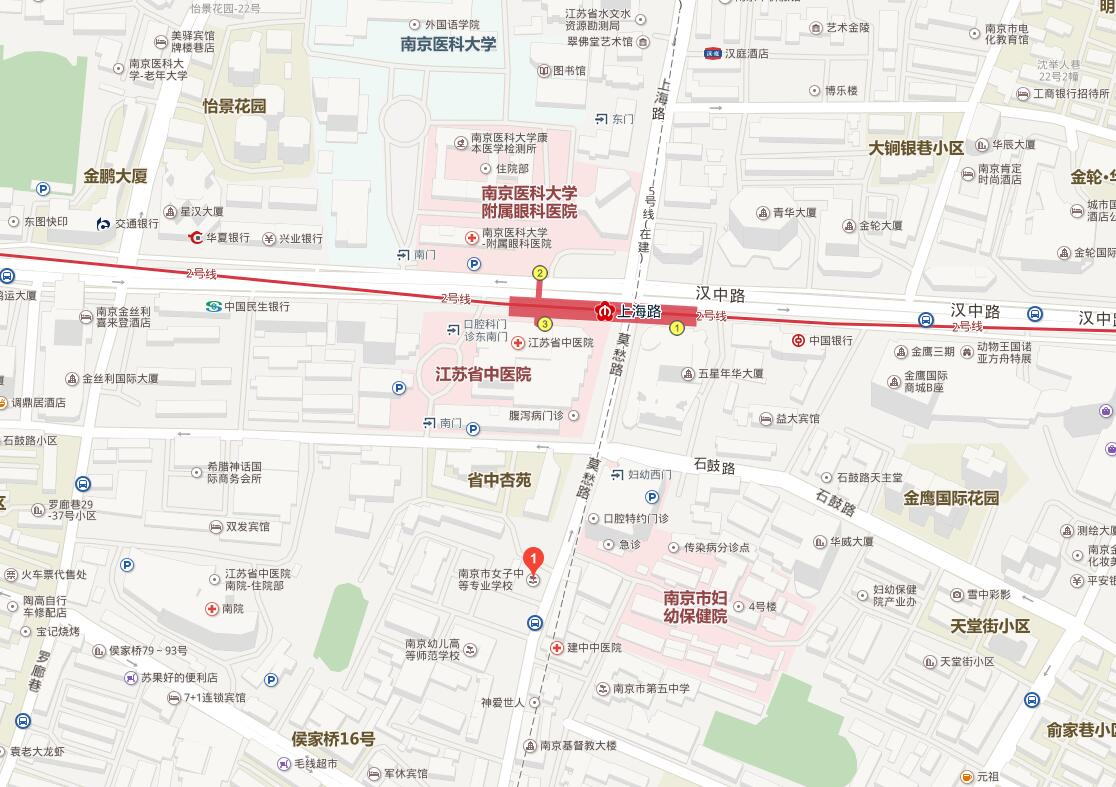 怡景花园-22号
外国语学院
江苏省水文水
资源勘测局
艺术金陵
南京市电
化教育馆
美驿宾馆
牌楼巷店
南京医科大学
翠佛堂艺术馆
汉庭酒店
南京医科大
学-老年大学
图书馆
沈举人巷
22号2幢
博乐楼
工商银行招待所
怡景花园
上海路
东门
南京医科大学康
本医学检测所
大锏银巷小区
华辰大厦
住院部
金鹏大厦
南京肯定
时尚酒店
南京医科大学
附属眼科医院
5号线(在建)
星汉大厦
青华大厦
东图快印
交通银行
金轮大厦
华夏银行
兴业银行
南京医科大学
-附属眼科医院
南门
金轮国际
2号线
2
2号线
汉中路
汉中路
中国民生银行
上海路
2号线
2号线
南京金丝利
喜来登酒店
口腔科门
诊东南门
3
1
江苏省中医院
莫愁路
中国银行
金鹰三期
动物王国诺
亚方舟特展
江苏省中医院
五星年华大厦
金鹰国际
商城B座
金丝利国际大厦
调鼎居酒店
腹泻病门诊
南门
益大宾馆
石鼓路小区
石鼓路
希腊神话国
际商务会所
省中杏苑
莫愁路
妇幼西门
石鼓路天主堂
石鼓路
金鹰国际花园
罗廊巷29
-37号小区
双发宾馆
口腔特约门诊
急诊
传染病分诊点
华威大厦
测绘大厦
1
火车票代售处
江苏省中医院
南院-住院部
南京市女子中
等专业学校
南院
陶高自行
车修配店
南京市妇
幼保健院
4号楼
妇幼保健
院产业办
雪中彩影
宝记烧烤
天堂街小区
侯家桥79-93号
南京幼儿高
等师范学校
建中中医院
罗廊巷
苏果好的便利店
天堂街小区
7+1连锁宾馆
南京市第五中学
神爱世人
侯家桥16号
南京基督教大楼
袁老大龙虾
毛线超市
军休宾馆
元祖